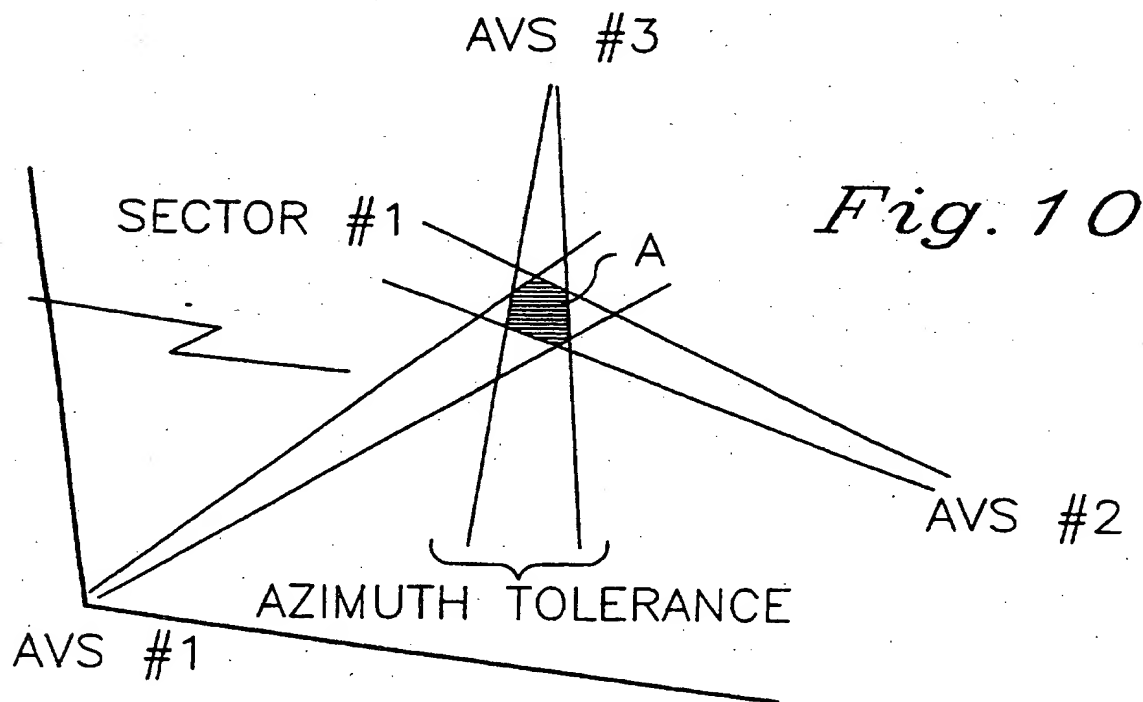 AVS #3
Fig. 10
SECTOR #1
A
AVS #2
AZIMUTH TOLERANCE
AVS #1